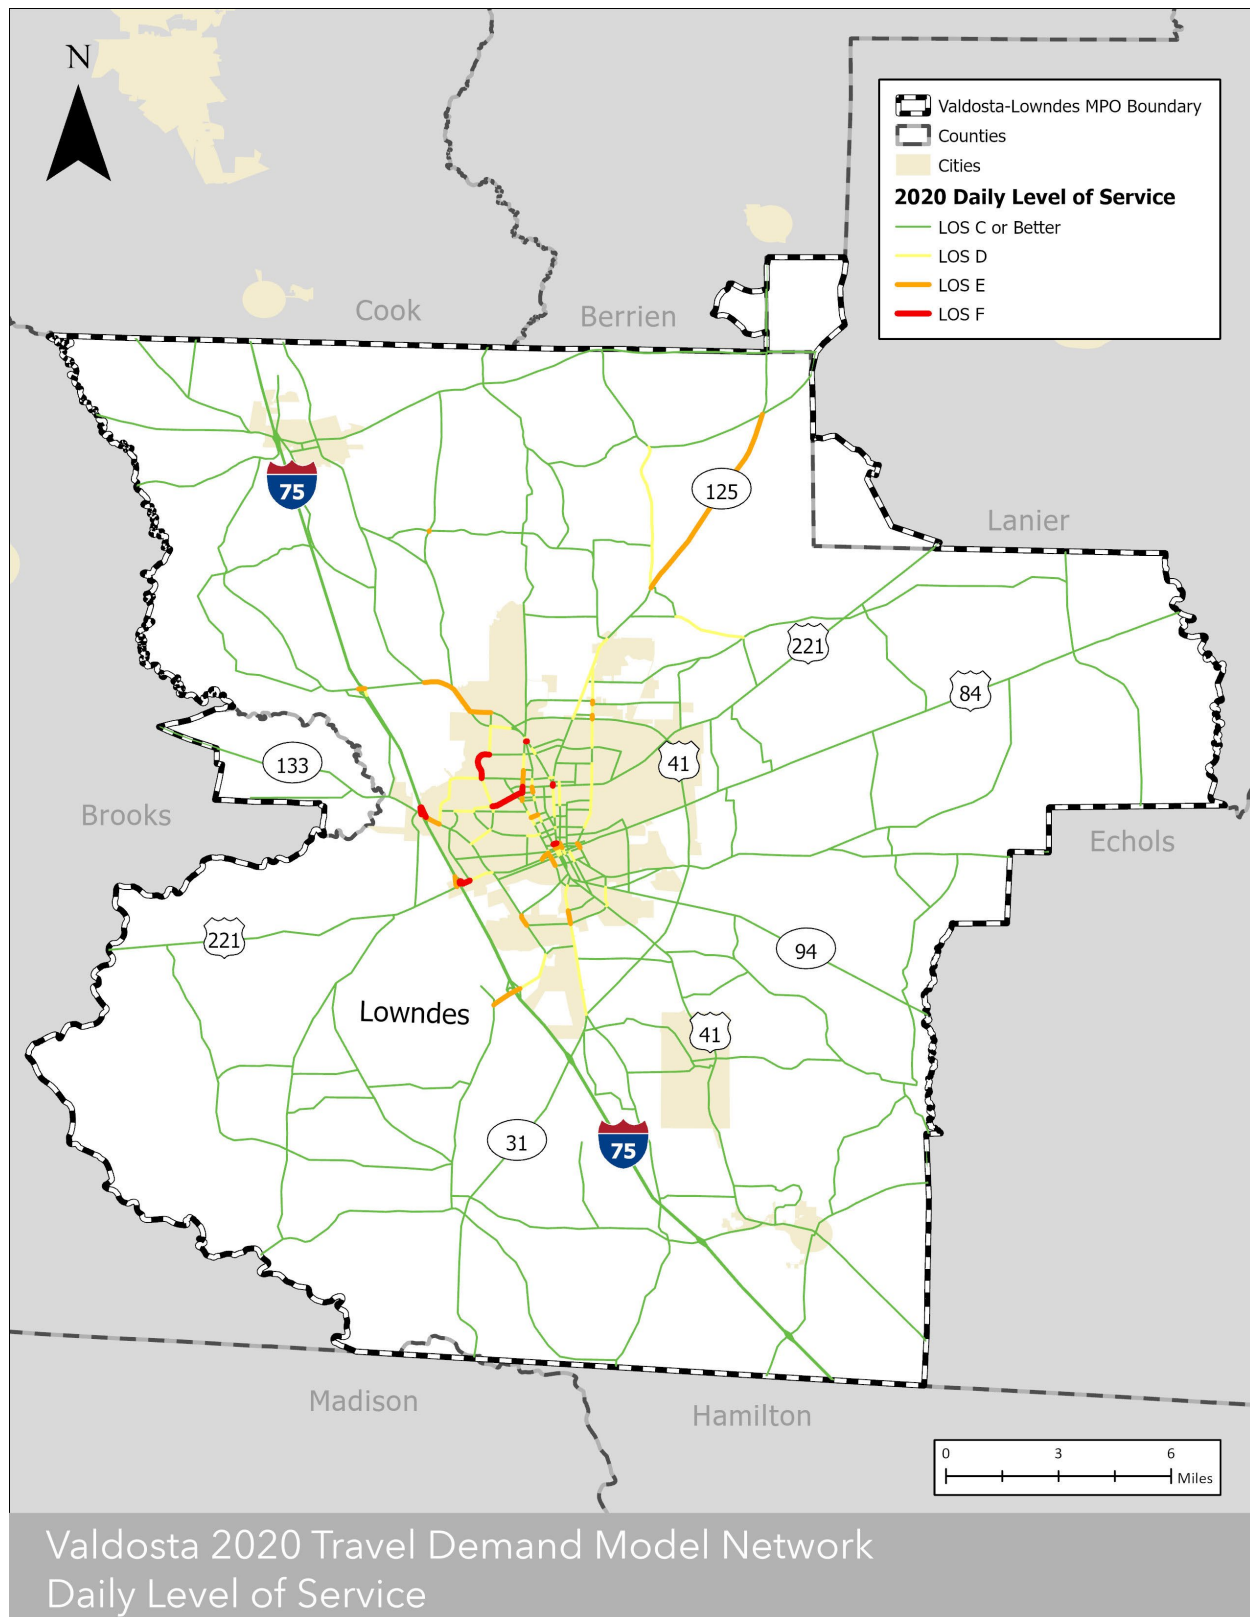 N
Valdosta-Lowndes MPO Boundary
Counties
Cities
2020 Daily Level of Service
LOS C or Better
LOS D
LOS E
LOS F
Cook
Berrien
75
125
Lanier
221
84
133
41
Brooks
Echols
221
94
Lowndes
41
31
75
Madison
Hamilton
0 3 6
Miles
Valdosta 2020 Travel Demand Model Network
Daily Level of Service